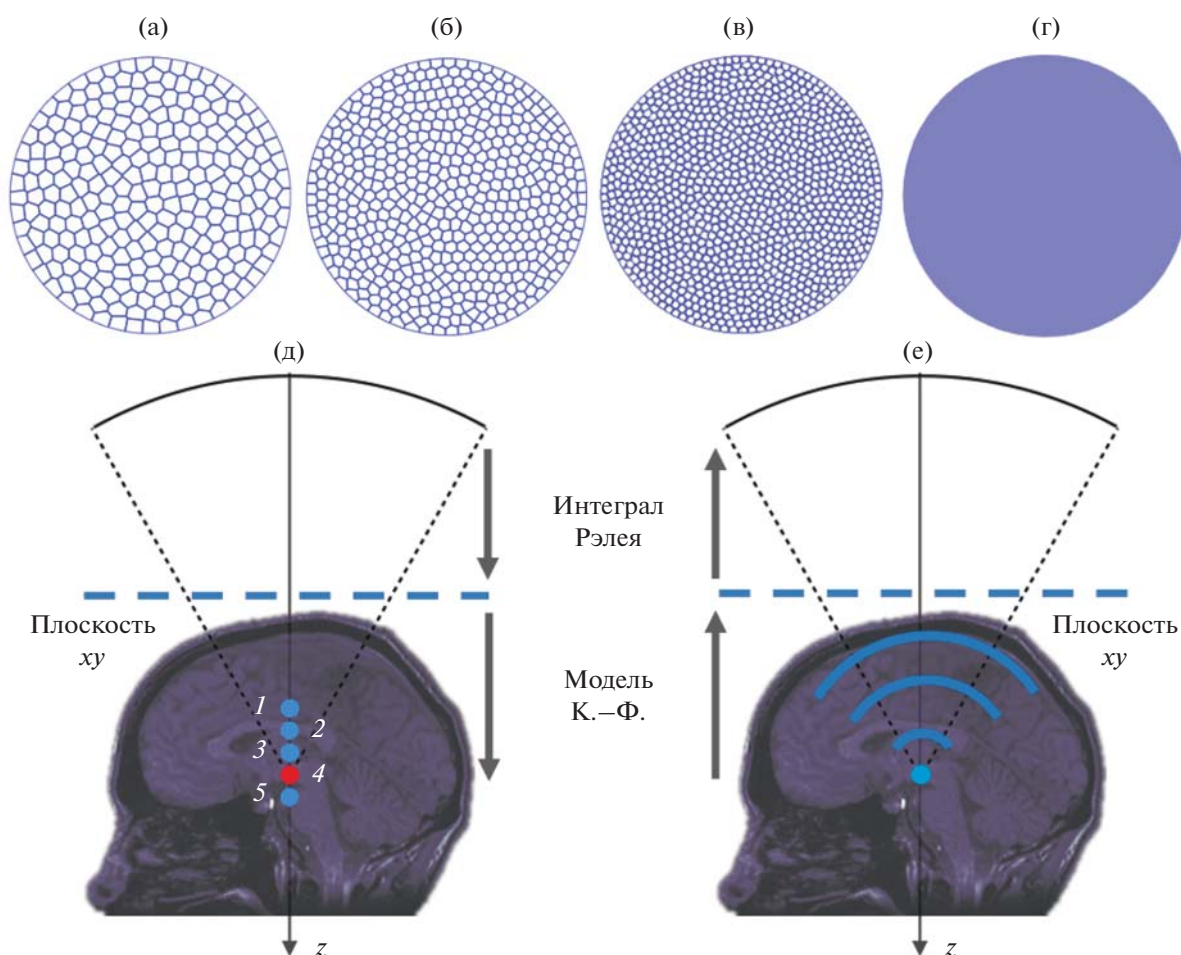 (а)
(б)
(в)
(г)
(д)
(е)
Интеграл
Рэлея
Плоскость
xy
Плоскость
xy
Модель
К.–Ф.
1
2
3
4
5
z
z